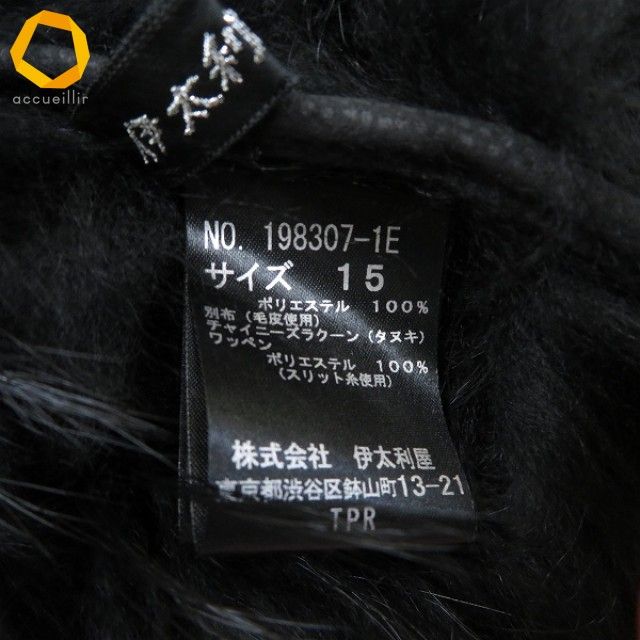 accueillir
伊太利
NO. 198307-1E
サイズ 15
ポリエステル 100%
別布(毛皮使用)
チャイニーズラクーン(タヌキ)
ワッペン
ポリエステル 100%
(スリット糸使用)
株式会社 伊太利屋
東京都渋谷区鉢山町13-21
TPR